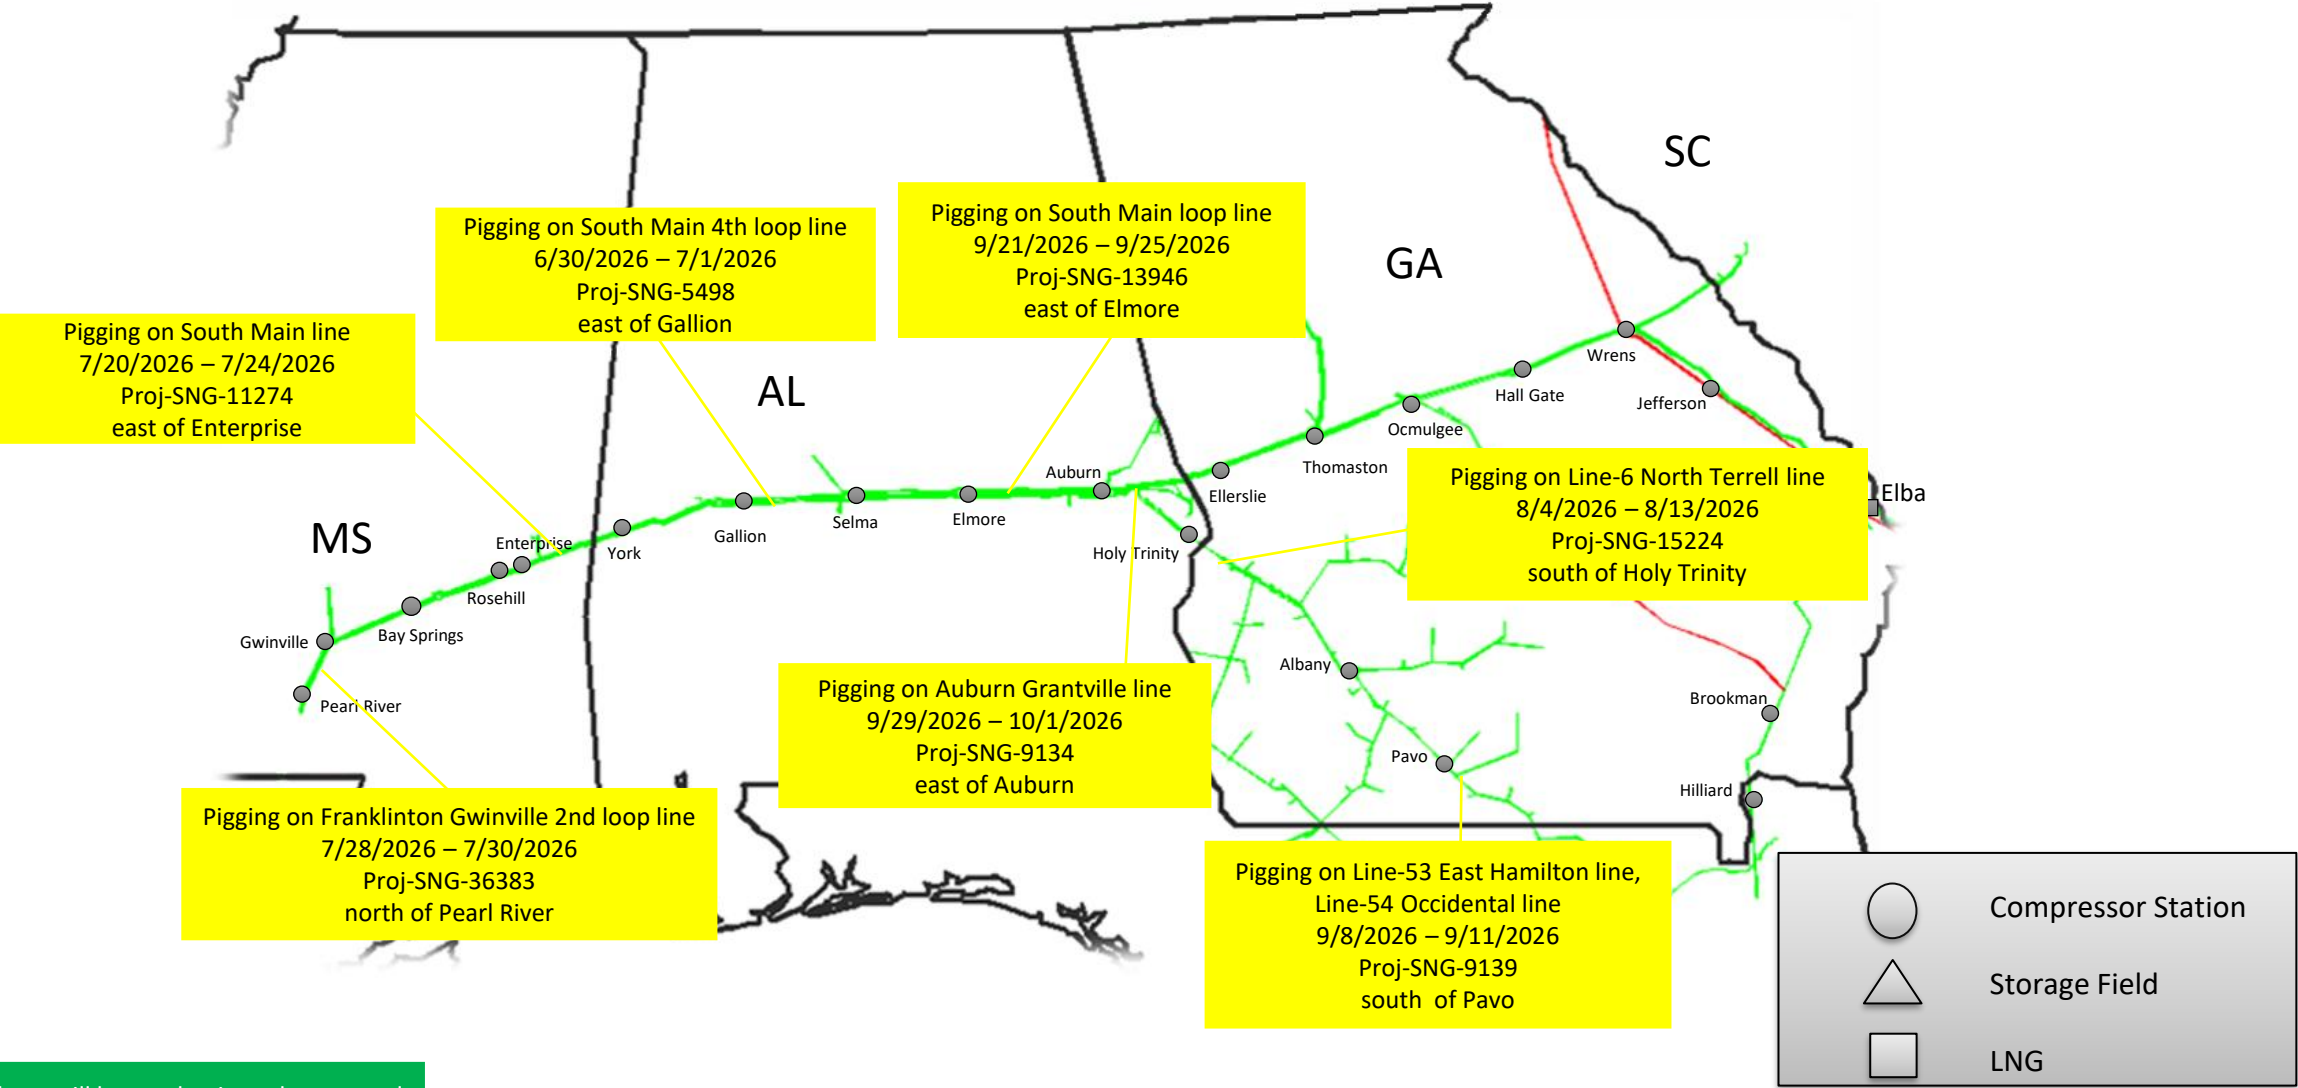 SC
Pigging on South Main 4th loop line
6/30/2026 – 7/1/2026
Proj-SNG-5498
east of Gallion
Pigging on South Main loop line
9/21/2026 – 9/25/2026
Proj-SNG-13946
east of Elmore
GA
Pigging on South Main line
7/20/2026 – 7/24/2026
Proj-SNG-11274
east of Enterprise
AL
MS
Wrens
Hall Gate
Jefferson
Ocmulgee
Thomaston
Auburn
Ellerslie
Elmore
Selma
Gallion
York
Enterprise
Rosehill
Bay Springs
Gwinville
Pearl River
Holy Trinity
Pigging on Line-6 North Terrell line
8/4/2026 – 8/13/2026
Proj-SNG-15224
south of Holy Trinity
Elba
Albany
Pavo
Brookman
Hilliard
Pigging on Auburn Grantville line
9/29/2026 – 10/1/2026
Proj-SNG-9134
east of Auburn
Pigging on Franklinton Gwinville 2nd loop line
7/28/2026 – 7/30/2026
Proj-SNG-36383
north of Pearl River
Pigging on Line-53 East Hamilton line,
Line-54 Occidental line
9/8/2026 – 9/11/2026
Proj-SNG-9139
south  of Pavo
Compressor Station
Storage Field
LNG